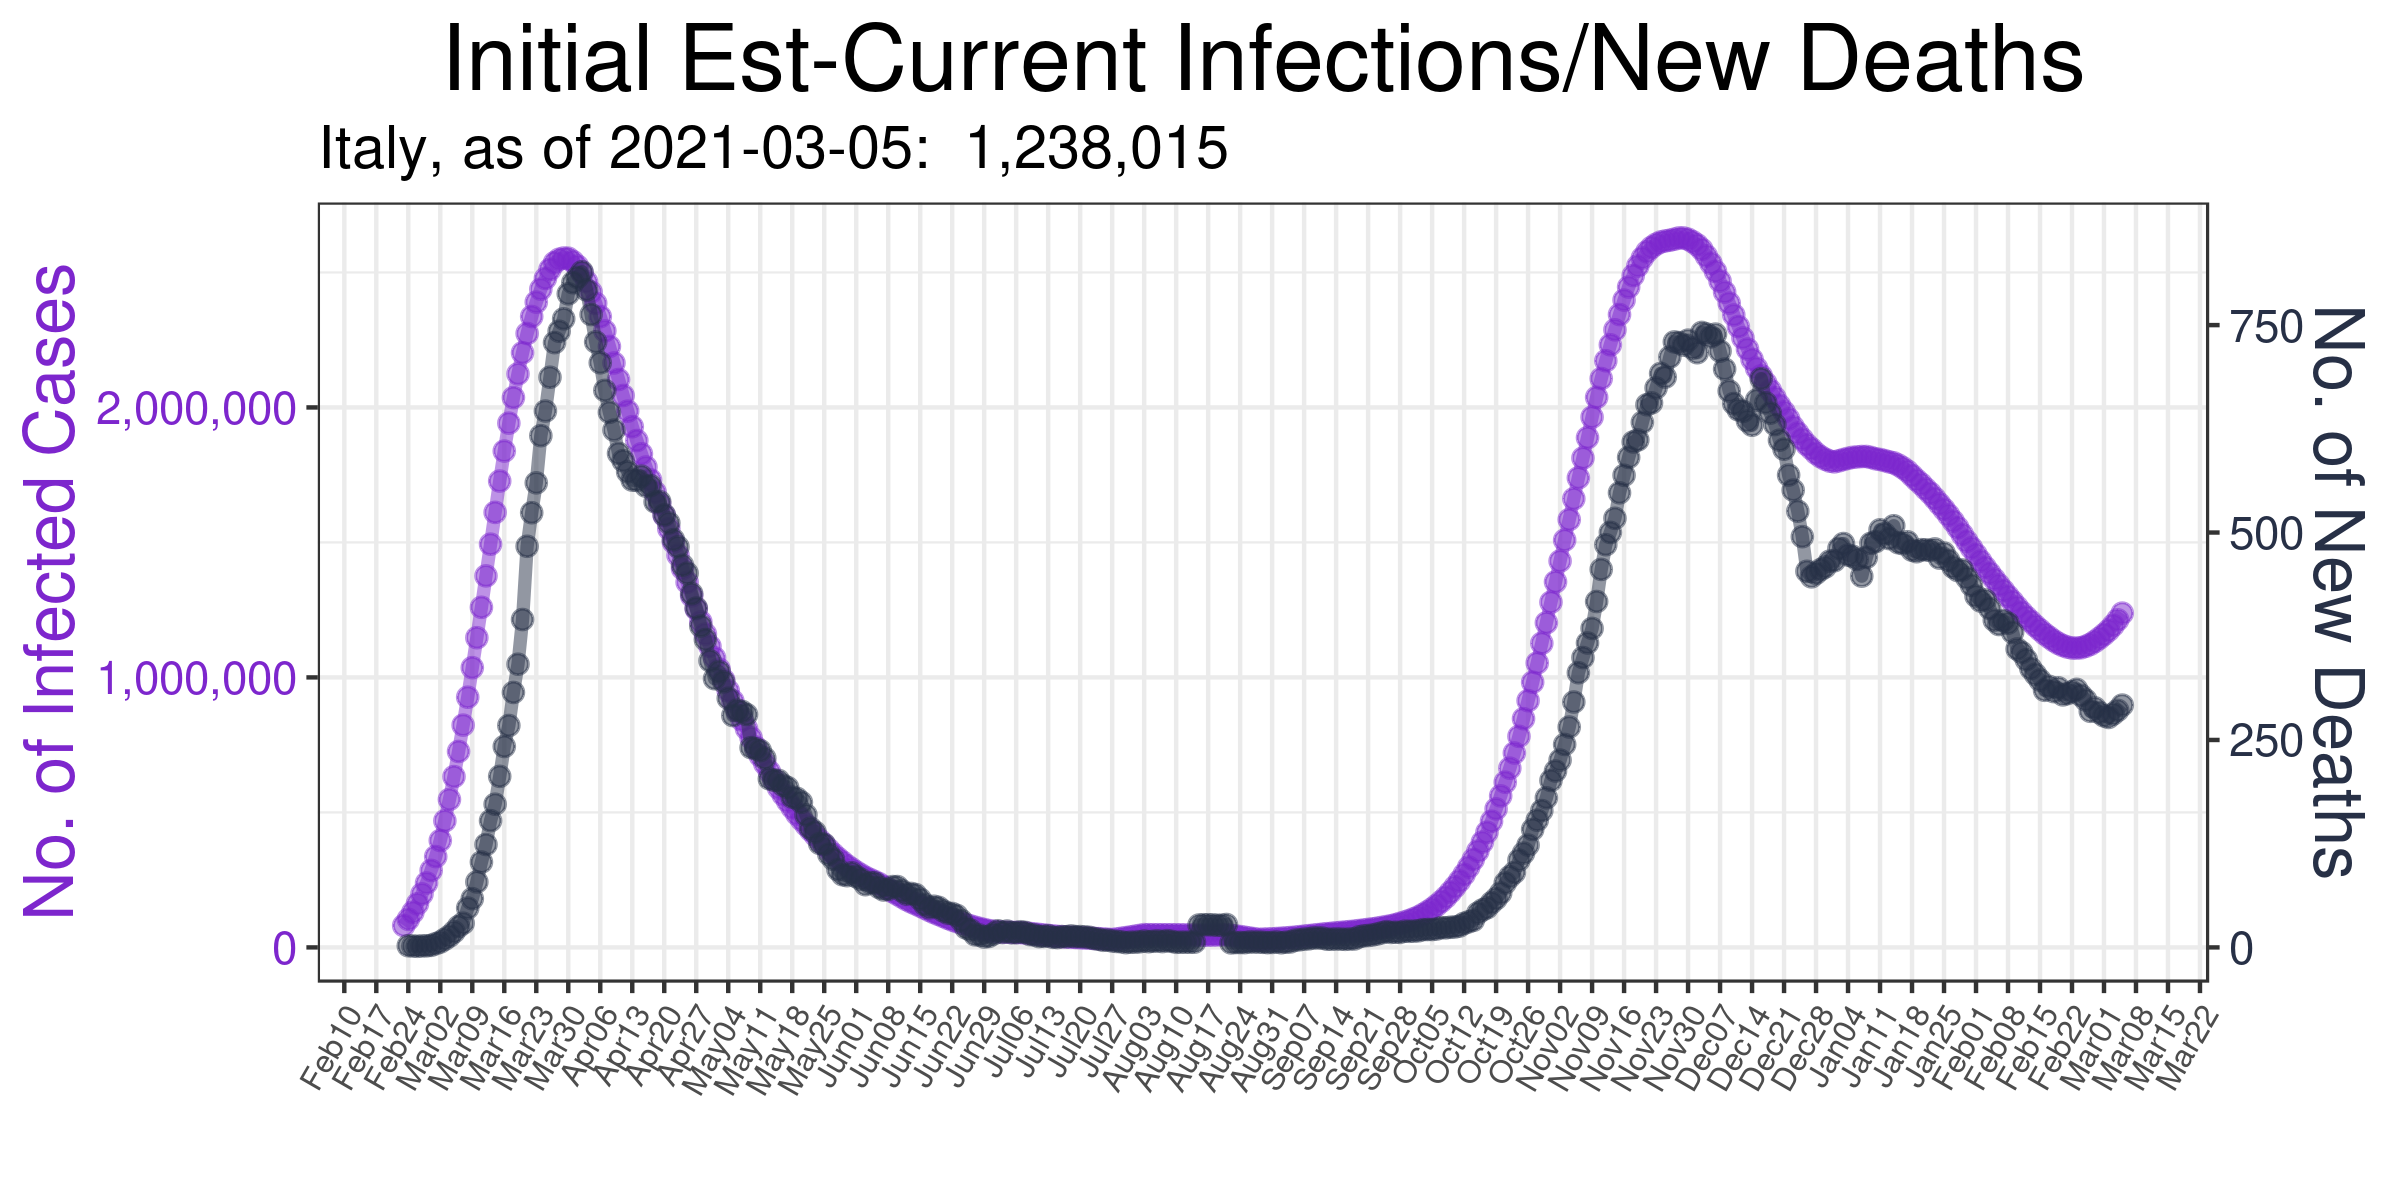 Initial Est-Current Infections/New Deaths
Italy, as of 2021-03-05:  1,238,015
No. of Infected Cases
2,000,000
1,000,000
0
750
500
250
0
No. of New Deaths
Feb10
Feb17
Feb24
Mar02
Mar09
Mar16
Mar23
Mar30
Apr06
Apr13
Apr20
Apr27
May04
May11
May18
May25
Jun01
Jun08
Jun15
Jun22
Jun29
Jul06
Jul13
Jul20
Jul27
Aug03
Aug10
Aug17
Aug24
Aug31
Sep07
Sep14
Sep21
Sep28
Oct05
Oct12
Oct19
Oct26
Nov02
Nov09
Nov16
Nov23
Nov30
Dec07
Dec14
Dec21
Dec28
Dec04
Jan11
Jan18
Jan25
Feb01
Feb08
Feb15
Feb22
Mar01
Mar08
Mar15
Mar22